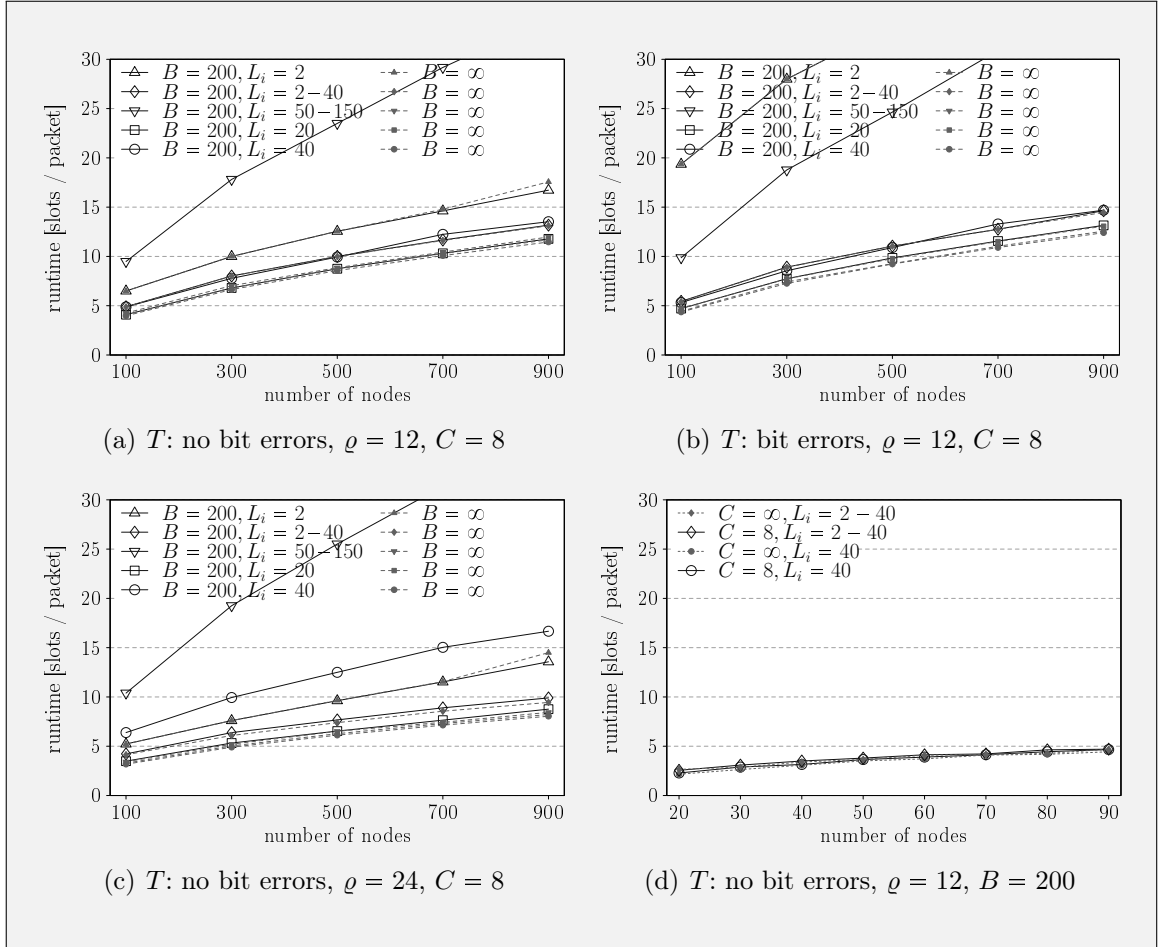 30
25
20
15
10
5
0
runtime [slots / packet]
B = 200, L_i = 2 B = ∞
B = 200, L_i = 2−40 B = ∞
B = 200, L_i = 50−150 B = ∞
B = 200, L_i = 20 B = ∞
B = 200, L_i = 40 B = ∞
100 300 500 700 900
number of nodes
(a) T: no bit errors, ϱ = 12, C = 8
30
25
20
15
10
5
0
runtime [slots / packet]
B = 200, L_i = 2 B = ∞
B = 200, L_i = 2−40 B = ∞
B = 200, L_i = 50−150 B = ∞
B = 200, L_i = 20 B = ∞
B = 200, L_i = 40 B = ∞
100 300 500 700 900
number of nodes
(b) T: bit errors, ϱ = 12, C = 8
30
25
20
15
10
5
0
runtime [slots / packet]
B = 200, L_i = 2 B = ∞
B = 200, L_i = 2−40 B = ∞
B = 200, L_i = 50−150 B = ∞
B = 200, L_i = 20 B = ∞
B = 200, L_i = 40 B = ∞
100 300 500 700 900
number of nodes
(c) T: no bit errors, ϱ = 24, C = 8
30
25
20
15
10
5
0
runtime [slots / packet]
C = ∞, L_i = 2 − 40
C = 8, L_i = 2 − 40
C = ∞, L_i = 40
C = 8, L_i = 40
20 30 40 50 60 70 80 90
number of nodes
(d) T: no bit errors, ϱ = 12, B = 200